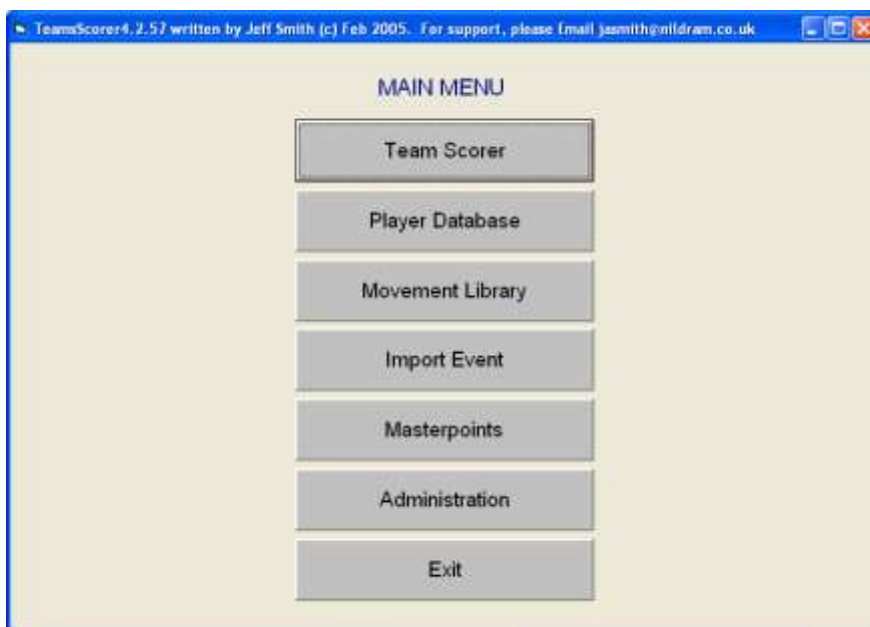 TeamsScorer4.2.57 written by Jeff Smith (c) Feb 2005. For support, please Email jasmith@nildram.co.uk
MAIN MENU
Team Scorer
Player Database
Movement Library
Import Event
Masterpoints
Administration
Exit